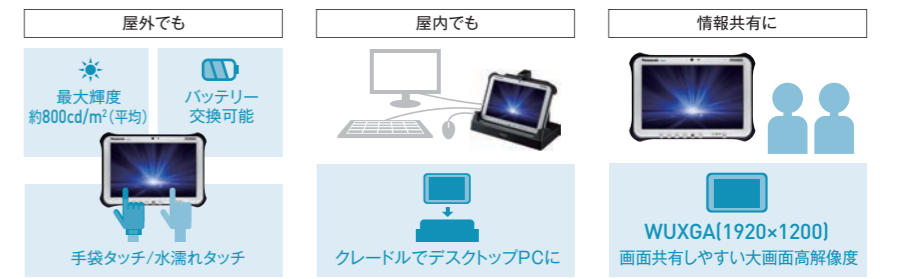 屋外でも
最大輝度
約800cd/m²(平均)
バッテリー
交換可能
手袋タッチ/水濡れタッチ
屋内でも
クレードルでデスクトップPCに
情報共有に
Panasonic
WUXGA(1920×1200)
画面共有しやすい大画面高解像度